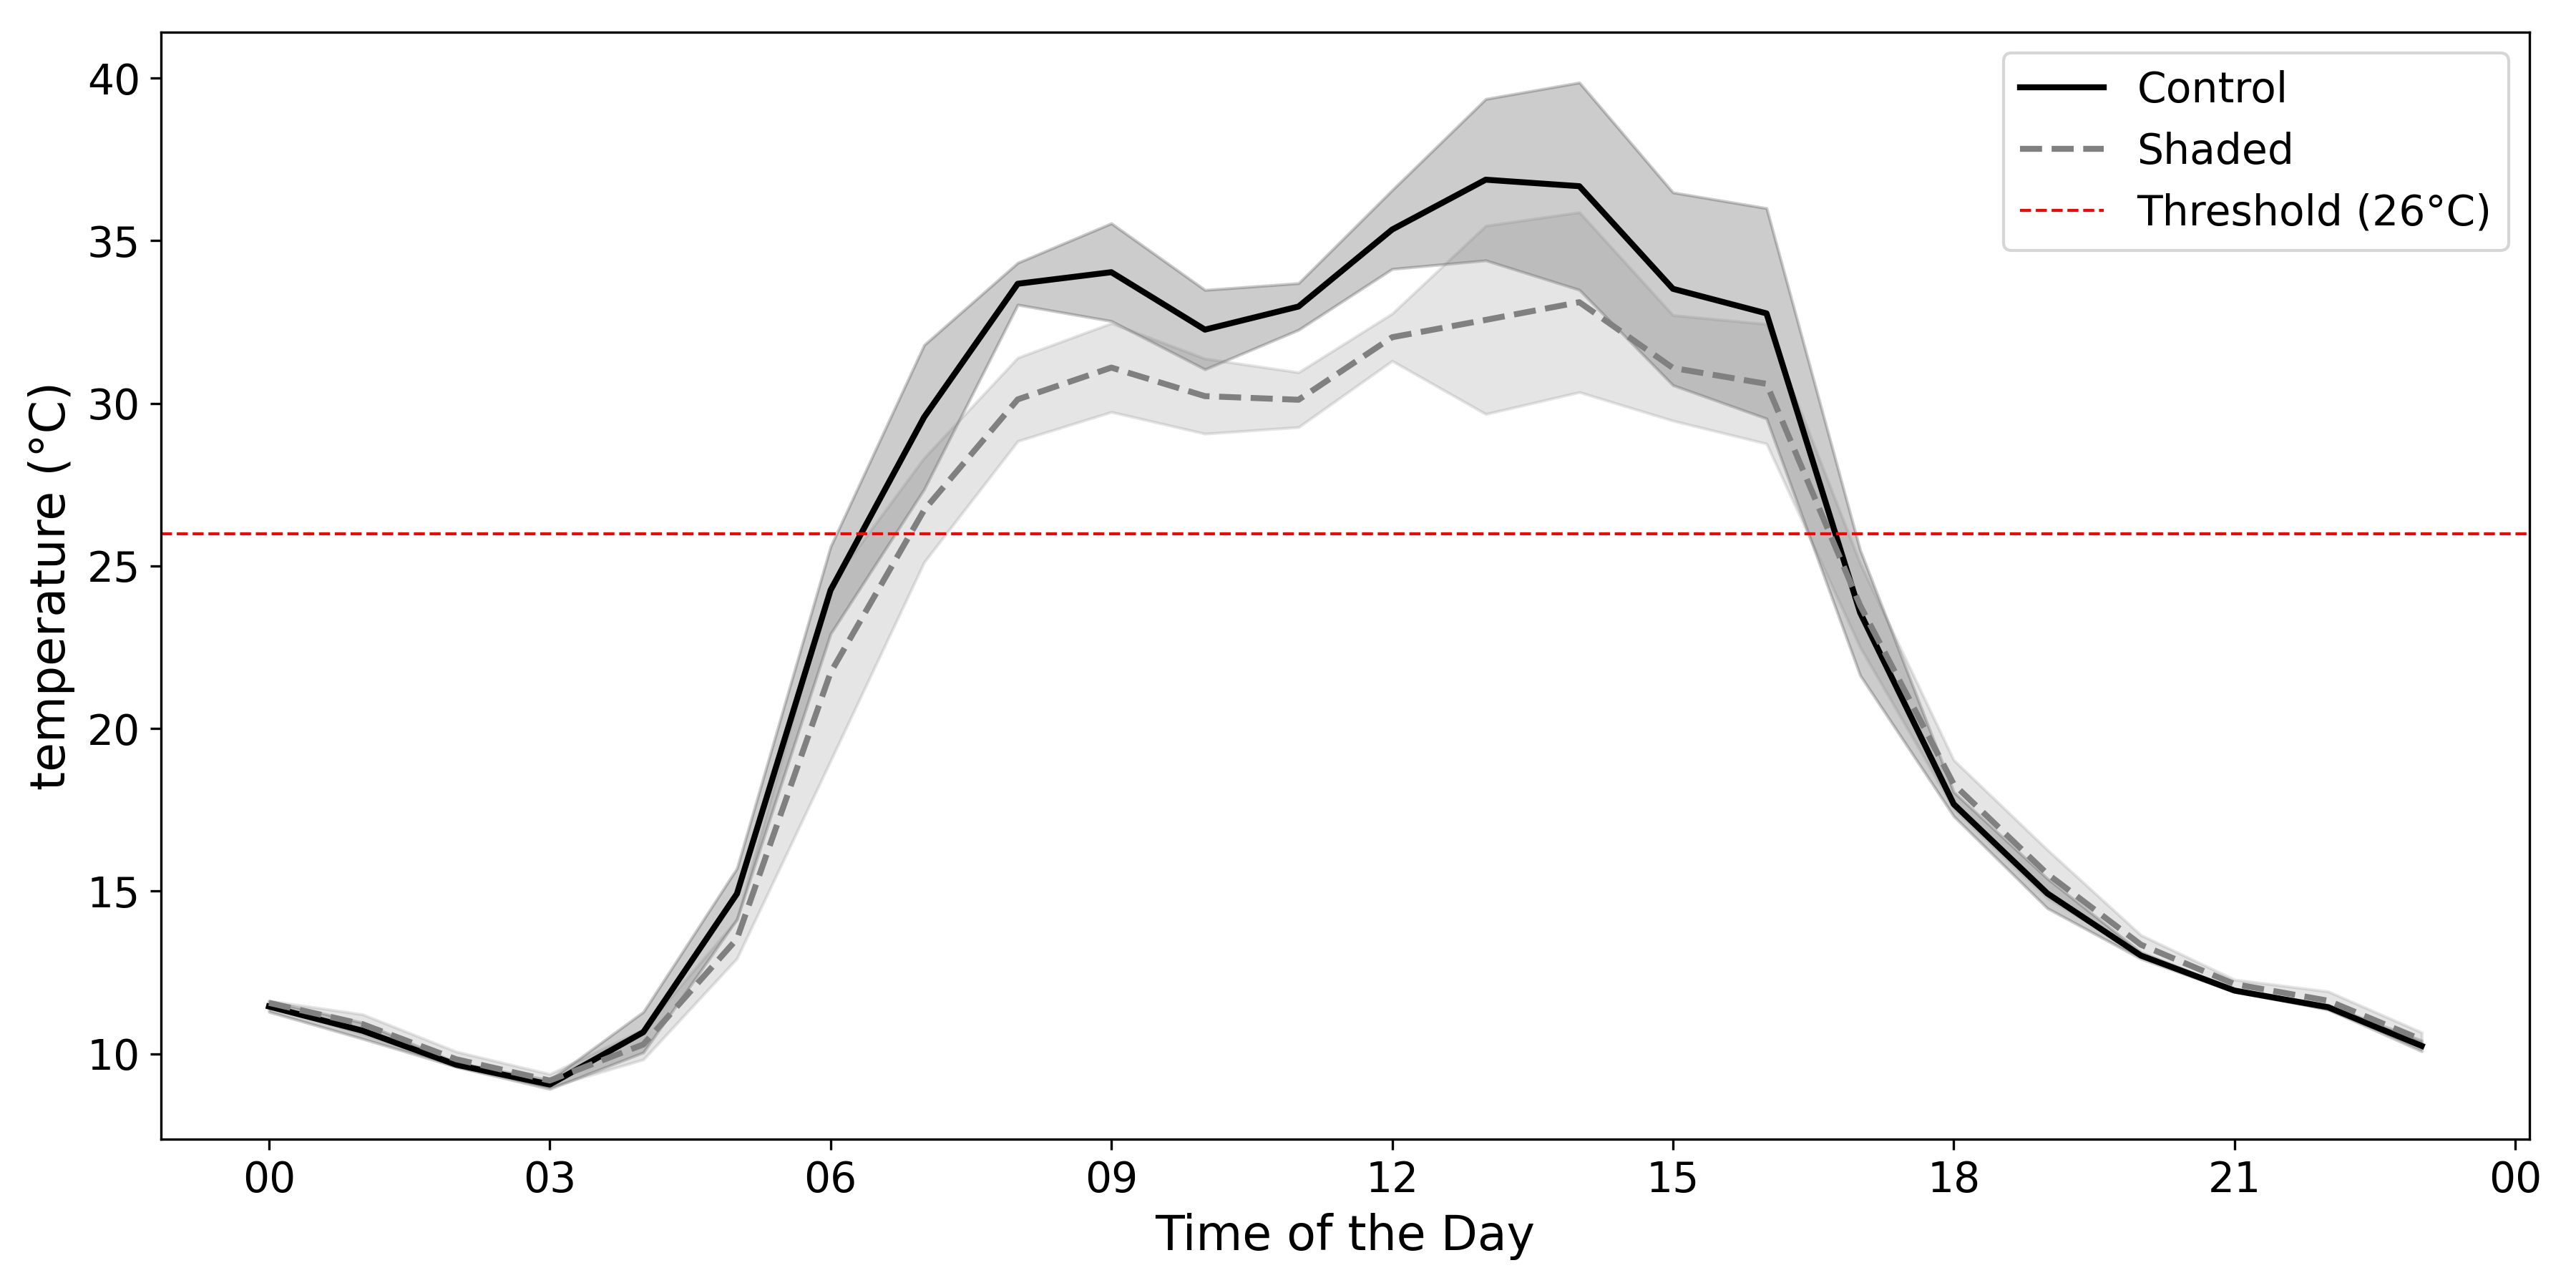 40
35
30
25
20
15
10
temperature (°C)
Control
Shaded
Threshold (26°C)
00 03 06 09 12 15 18 21 00
Time of the Day